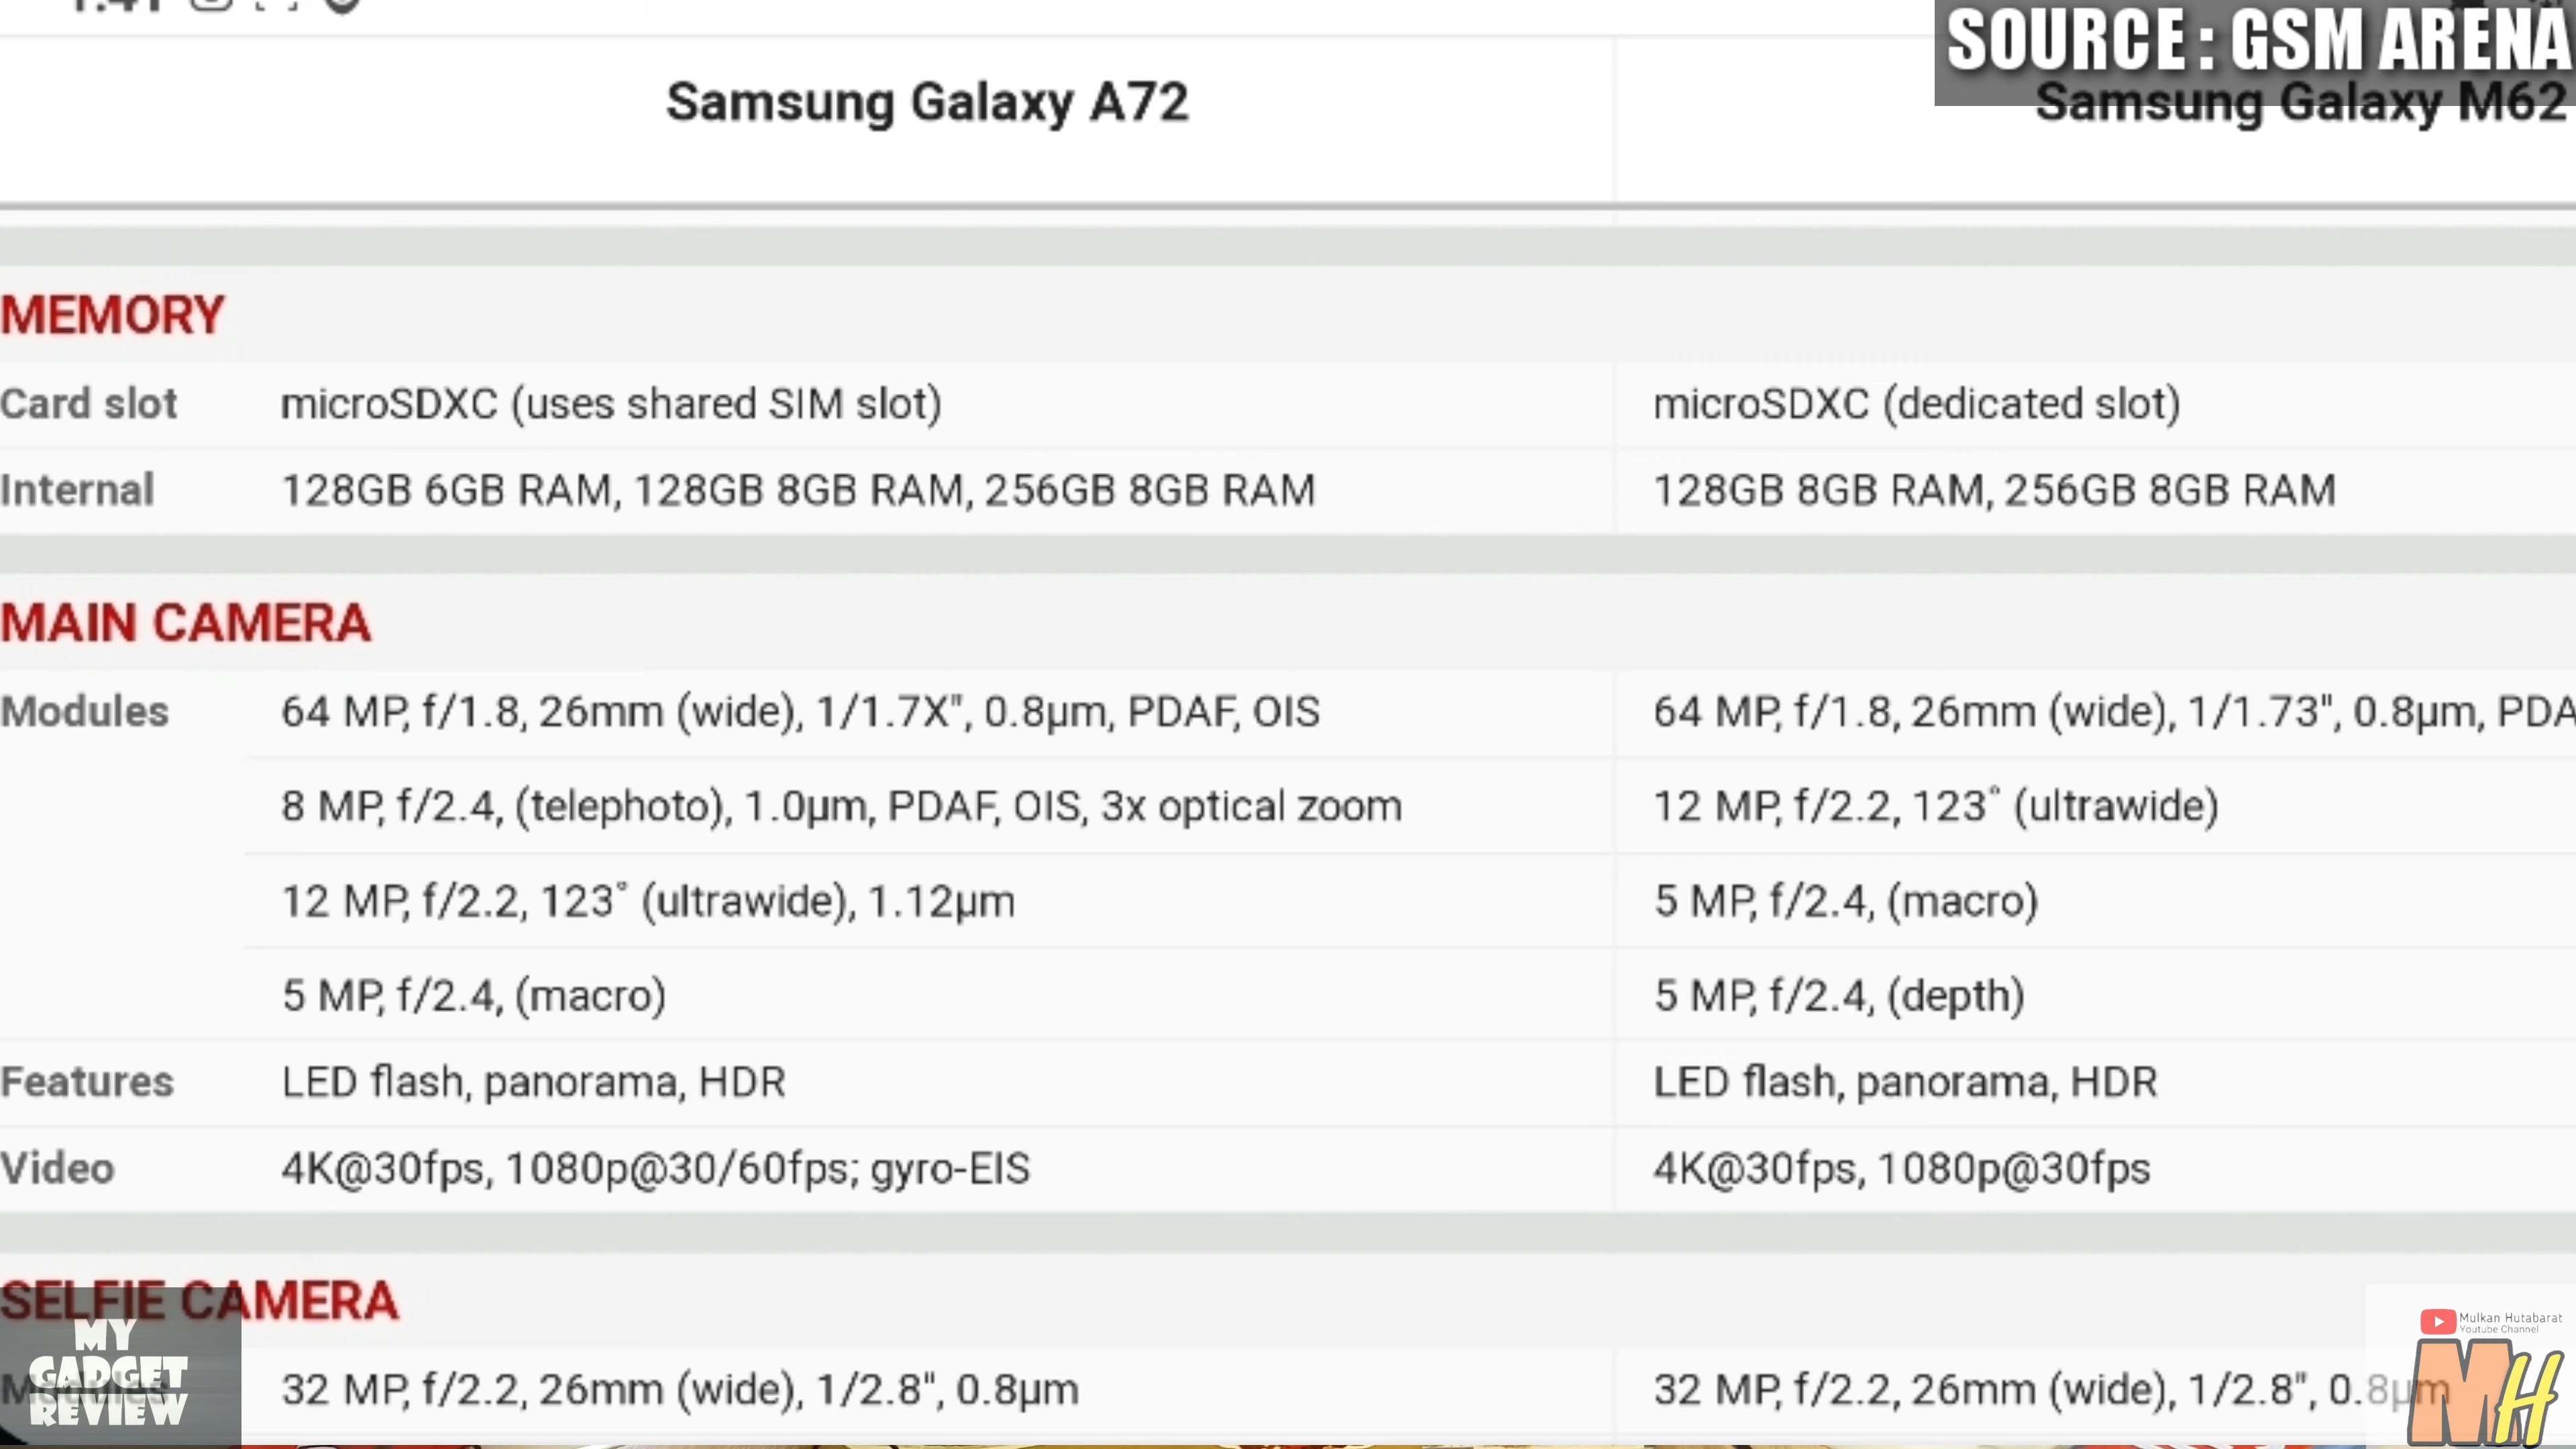 SOURCE : GSM ARENA
Samsung Galaxy A72 Samsung Galaxy M62
MEMORY
Card slot microSDXC (uses shared SIM slot) microSDXC (dedicated slot)
Internal 128GB 6GB RAM, 128GB 8GB RAM, 256GB 8GB RAM 128GB 8GB RAM, 256GB 8GB RAM
MAIN CAMERA
Modules 64 MP, f/1.8, 26mm (wide), 1/1.7X", 0.8µm, PDAF, OIS 64 MP, f/1.8, 26mm (wide), 1/1.73", 0.8µm, PDA
8 MP, f/2.4, (telephoto), 1.0µm, PDAF, OIS, 3x optical zoom 12 MP, f/2.2, 123˚ (ultrawide)
12 MP, f/2.2, 123˚ (ultrawide), 1.12µm 5 MP, f/2.4, (macro)
5 MP, f/2.4, (macro) 5 MP, f/2.4, (depth)
Features LED flash, panorama, HDR LED flash, panorama, HDR
Video 4K@30fps, 1080p@30/60fps; gyro-EIS 4K@30fps, 1080p@30fps
SELFIE CAMERA
Modules 32 MP, f/2.2, 26mm (wide), 1/2.8", 0.8µm 32 MP, f/2.2, 26mm (wide), 1/2.8", 0.8µm
MY
GADGET
REVIEW
Mulkan Hutabarat
Youtube Channel
MH